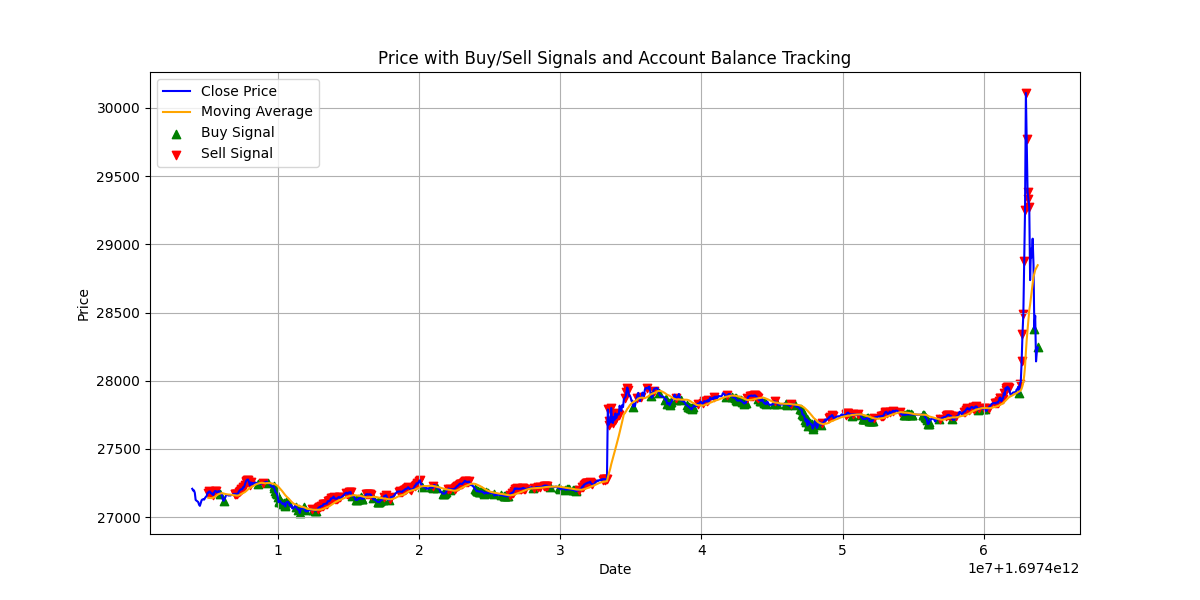 Price with Buy/Sell Signals and Account Balance Tracking
Close Price
Moving Average
Buy Signal
Sell Signal
Price
30000
29500
29000
28500
28000
27500
27000
1 2 3 4 5 6
Date
1e7+1.6974e12